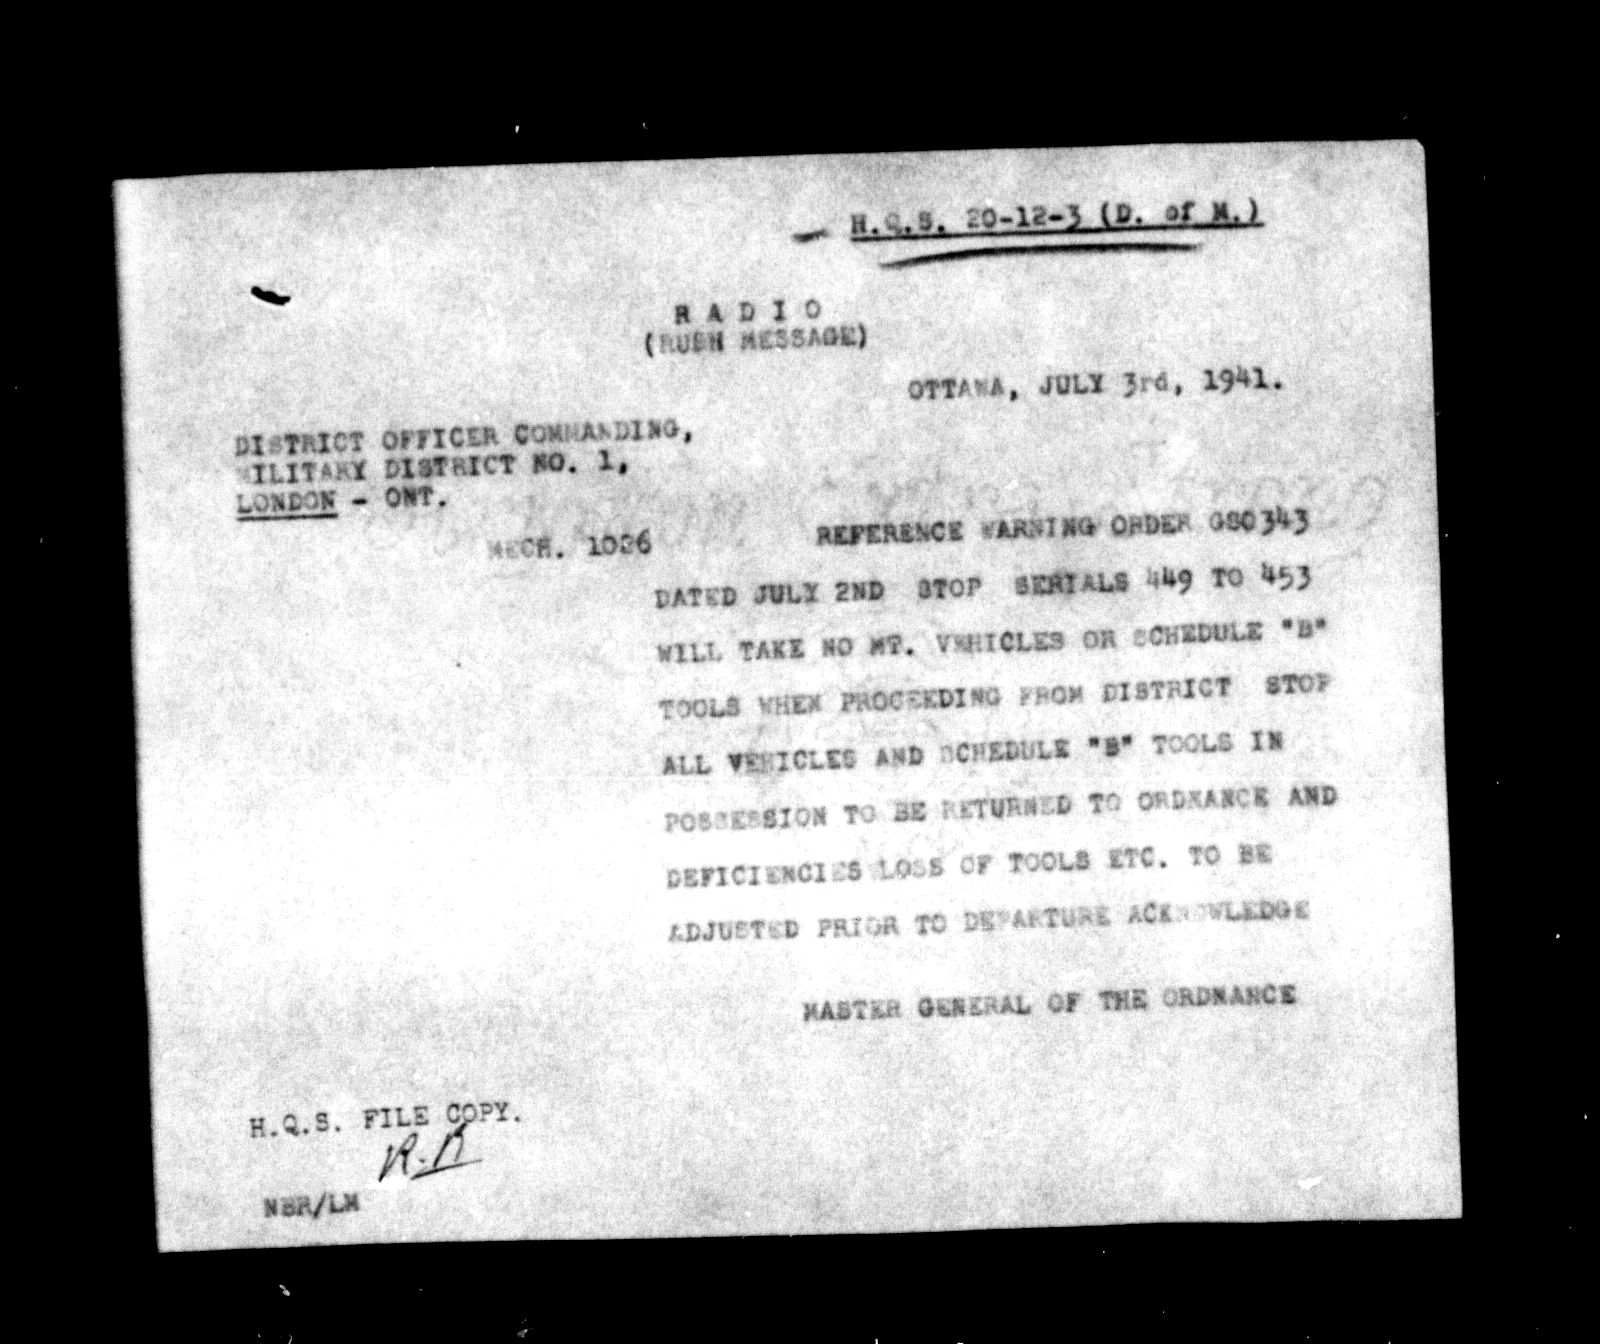 H.Q.S. 20-12-3 (D. of M.)
R A D I O
(RUSH MESSAGE)
OTTAWA, JULY 3rd, 1941.
DISTRICT OFFICER COMMANDING,
MILITARY DISTRICT NO. 1,
LONDON - ONT.
MECH. 1026 REFERENCE WARNING ORDER GSO343
DATED JULY 2ND STOP SERIALS 449 TO 453
WILL TAKE NO MT. VEHICLES OR SCHEDULE "B"
TOOLS WHEN PROCEEDING FROM DISTRICT STOP
ALL VEHICLES AND SCHEDULE "B" TOOLS IN
POSSESSION TO BE RETURNED TO ORDNANCE AND
DEFICIENCIES LOSS OF TOOLS ETC. TO BE
ADJUSTED PRIOR TO DEPARTURE ACKNOWLEDGE
MASTER GENERAL OF THE ORDNANCE
H.Q.S. FILE COPY.
NBR/LM